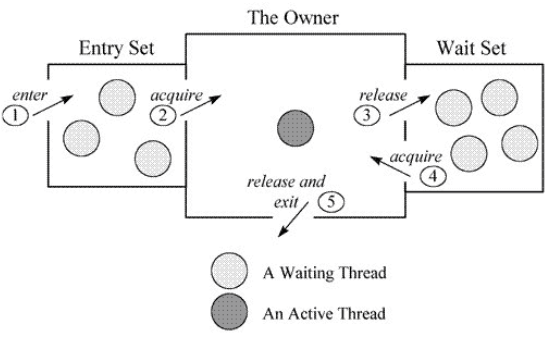 The Owner
Entry Set
Wait Set
enter
1
acquire
2
release
3
acquire
4
release and
exit
5
A Waiting Thread
An Active Thread